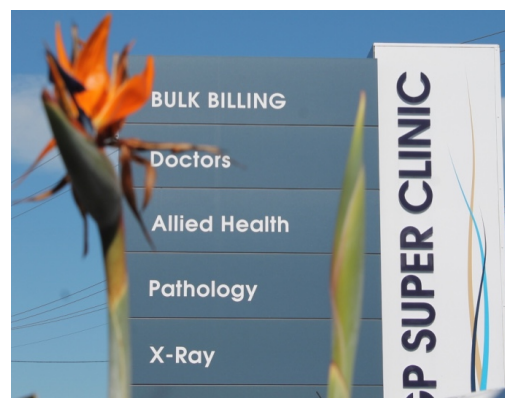 BULK BILLING
Doctors
Allied Health
Pathology
X-Ray
GP SUPER CLINIC